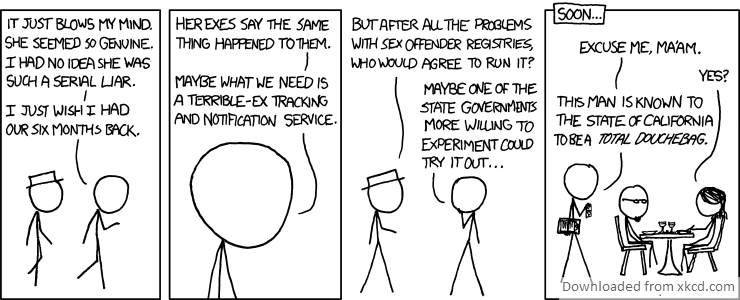 IT JUST BLOWS MY MIND.
SHE SEEMED SO GENUINE.
I HAD NO IDEA SHE WAS
SUCH A SERIAL LIAR.
I JUST WISH I HAD
OUR SIX MONTHS BACK.
HER EXES SAY THE SAME
THING HAPPENED TO THEM.
MAYBE WHAT WE NEED IS
A TERRIBLE-EX TRACKING
AND NOTIFICATION SERVICE.
BUT AFTER ALL THE PROBLEMS
WITH SEX OFFENDER REGISTRIES,
WHO WOULD AGREE TO RUN IT?
MAYBE ONE OF THE
STATE GOVERNMENTS
MORE WILLING TO
EXPERIMENT COULD
TRY IT OUT...
SOON...
EXCUSE ME, MA'AM.
YES?
THIS MAN IS KNOWN TO
THE STATE OF CALIFORNIA
TO BE A TOTAL DOUCHEBAG.
Downloaded from xkcd.com